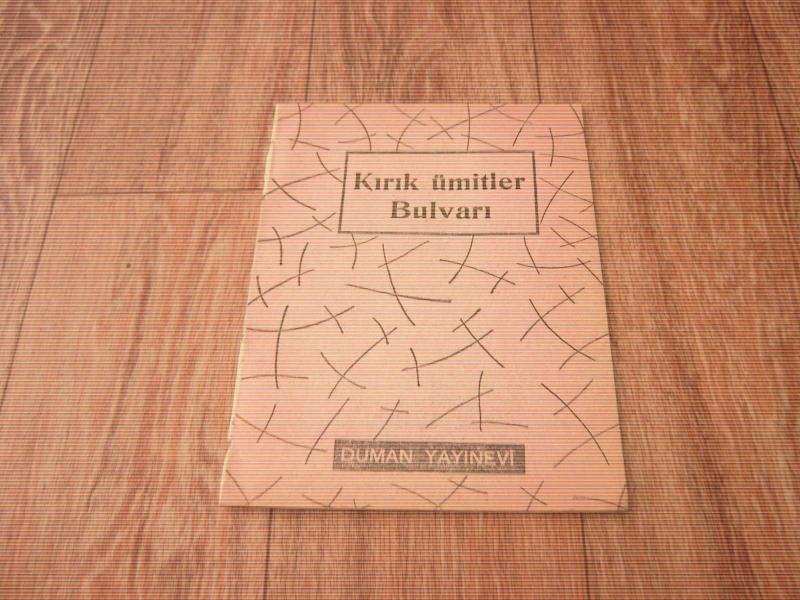 Kırık ümitler
Bulvarı
DUMAN YAYINEVİ